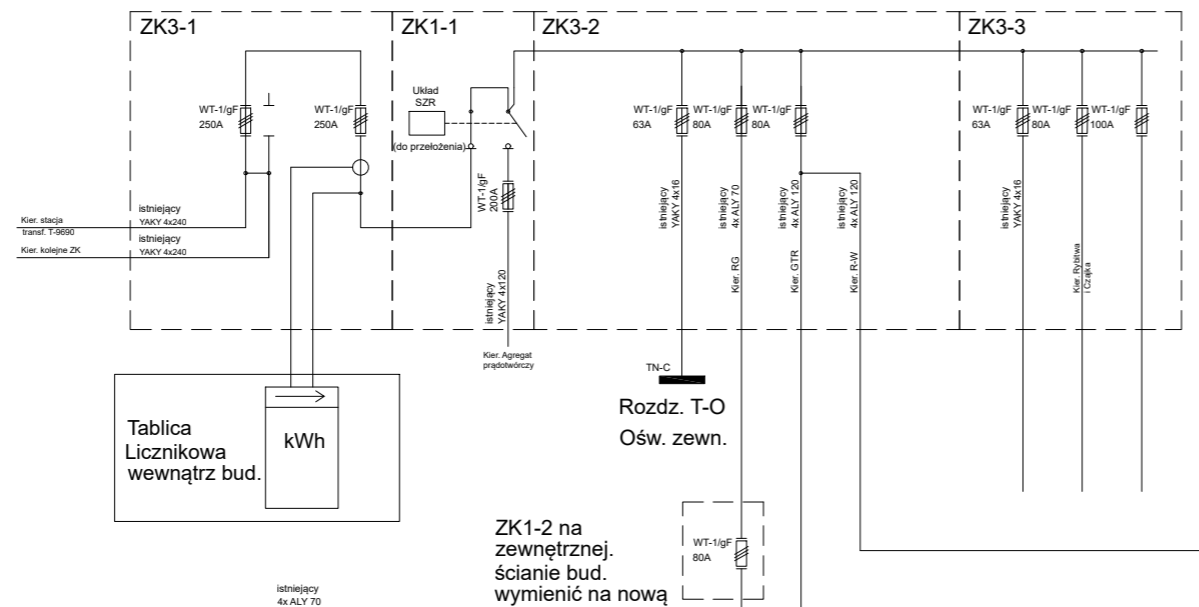 ZK3-1
ZK1-1
ZK3-2
ZK3-3
WT-1/gF
250A
WT-1/gF
250A
Układ
SZR
(do przełożenia)
WT-1/gF
200A
WT-1/gF
63A
WT-1/gF
80A
WT-1/gF
80A
WT-1/gF
63A
WT-1/gF
80A
WT-1/gF
100A
Kier. stacja
transf. T-9690
istniejący
YAKY 4x240
Kier. kolejne ZK
istniejący
YAKY 4x240
istniejący
YAKY 4x120
Kier. Agregat
prądotwórczy
istniejący
YAKY 4x16
istniejący
4x ALY 70
Kier. RG
istniejący
4x ALY 120
Kier. GTR
istniejący
4x ALY 120
Kier. R-W
istniejący
YAKY 4x16
Kier. Rybitwa
i Czajka
TN-C
Rozdz. T-O
Ośw. zewn.
Tablica
Licznikowa
wewnątrz bud.
kWh
ZK1-2 na
zewnętrznej.
ścianie bud.
wymienić na nową
WT-1/gF
80A
istniejący
4x ALY 70